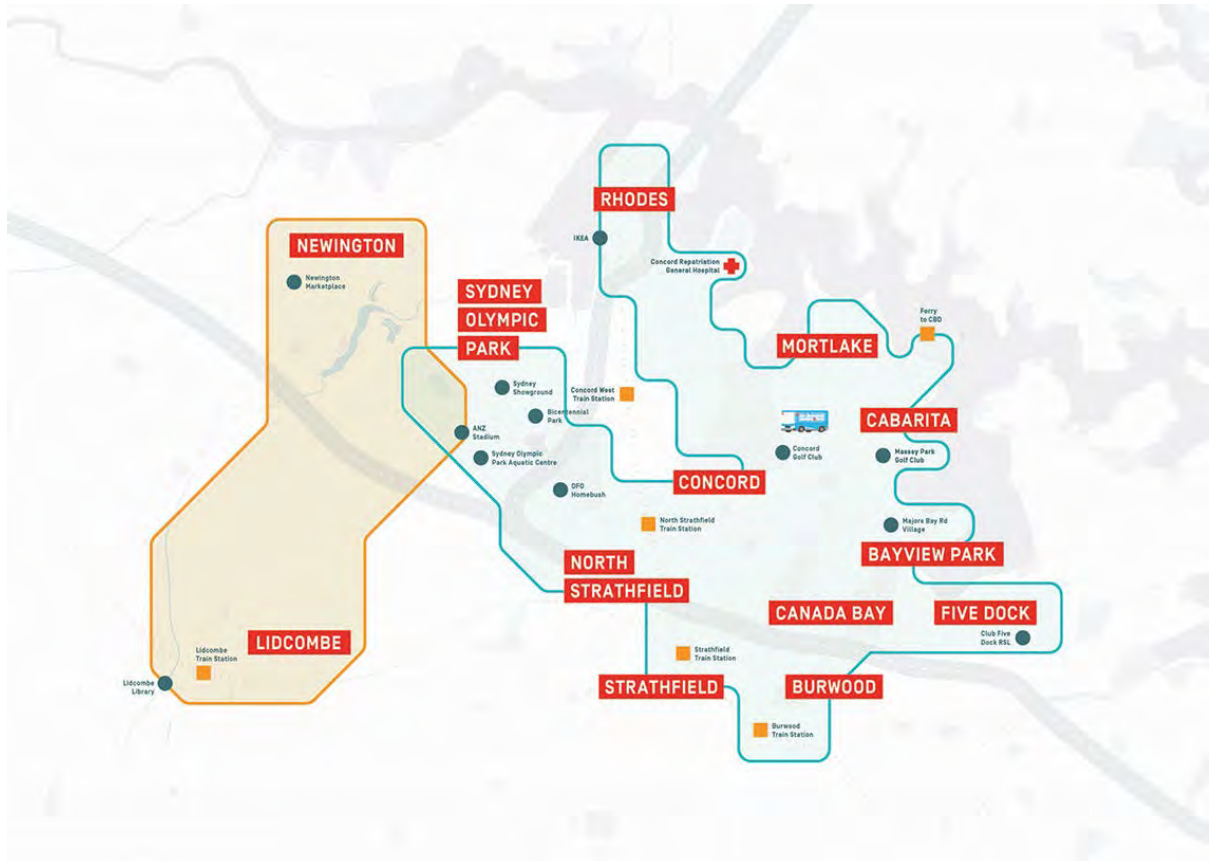 RHODES
IKEA
Concord Repatriation
General Hospital
NEWINGTON
Newington
Marketplace
SYDNEY
OLYMPIC
PARK
Ferry
to CBD
MORTLAKE
Sydney
Showground
Concord West
Train Station
Bicentennial
Park
CABARITA
ANZ
Stadium
Sydney Olympic
Park Aquatic Centre
Concord
Golf Club
Massey Park
Golf Club
CONCORD
DFO
Homebush
North Strathfield
Train Station
Majors Bay Rd
Village
BAYVIEW PARK
NORTH
STRATHFIELD
CANADA BAY
FIVE DOCK
Club Five
Dock RSL
LIDCOMBE
Lidcombe
Train Station
Strathfield
Train Station
Lidcombe
Library
STRATHFIELD
BURWOOD
Burwood
Train Station